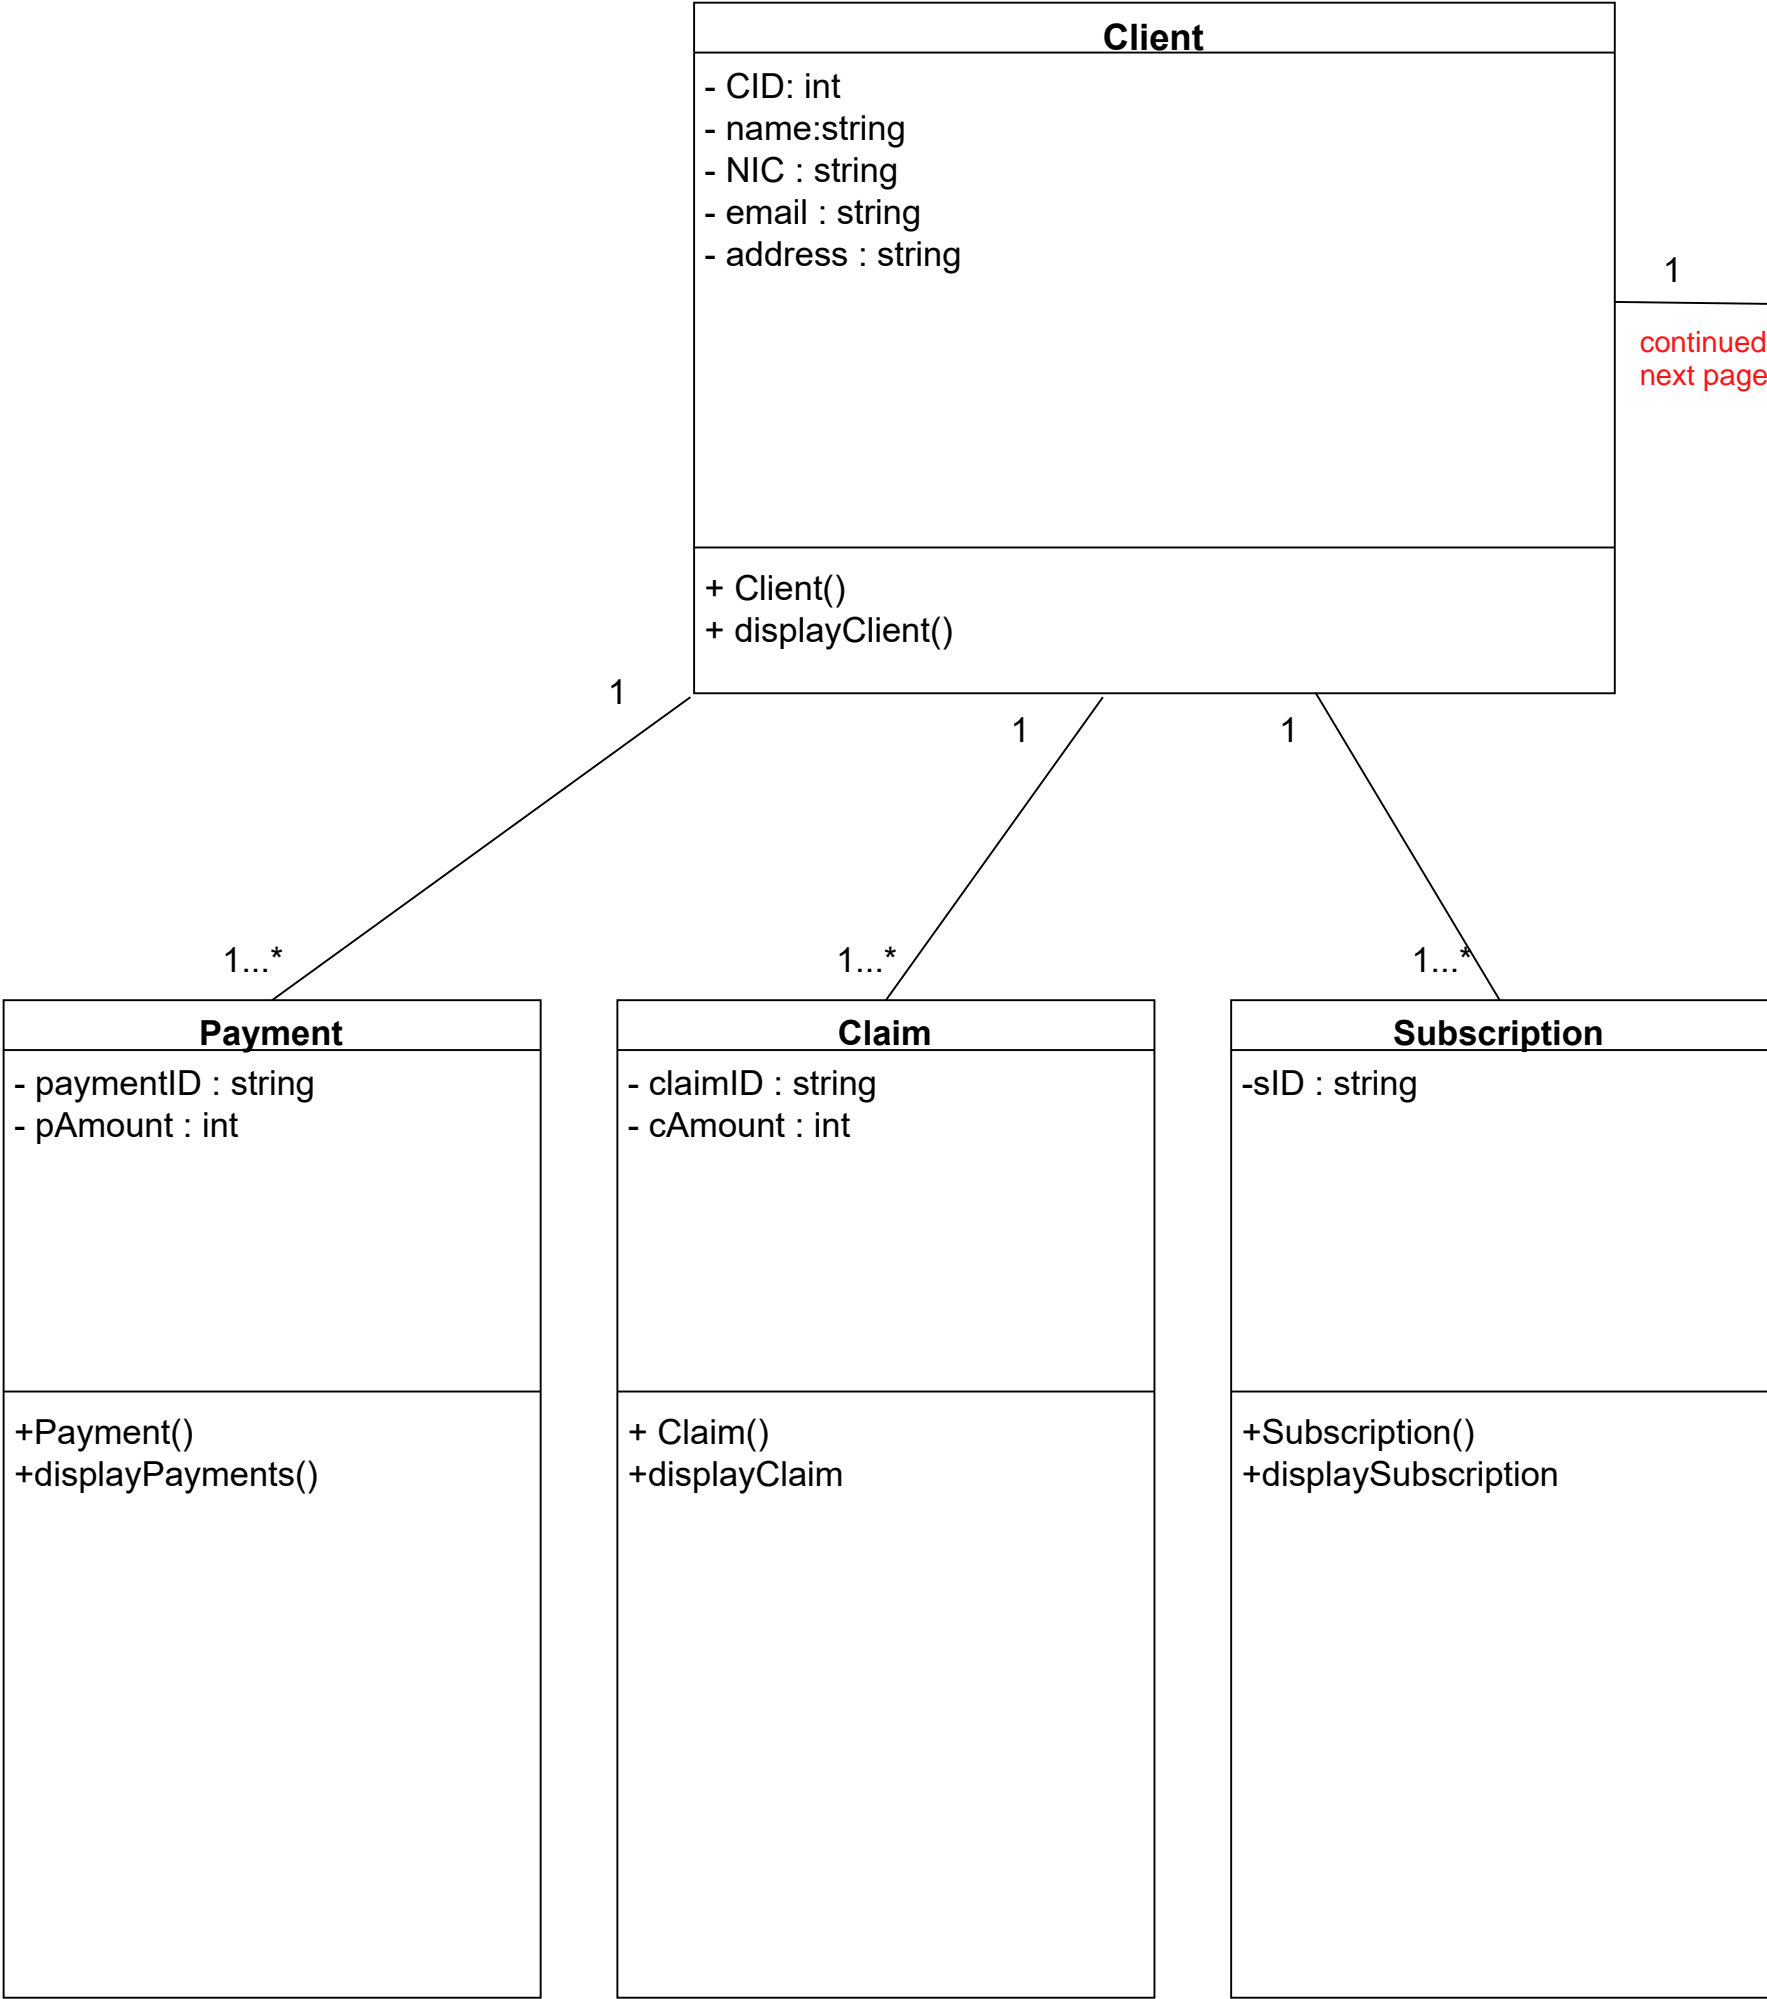 Client
- CID: int
- name:string
- NIC : string
- email : string
- address : string
1
continued
next page
+ Client()
+ displayClient()
1
1
1
1...*
1...*
1...*
Payment
- paymentID : string
- pAmount : int
+Payment()
+displayPayments()
Claim
- claimID : string
- cAmount : int
+ Claim()
+displayClaim
Subscription
-sID : string
+Subscription()
+displaySubscription